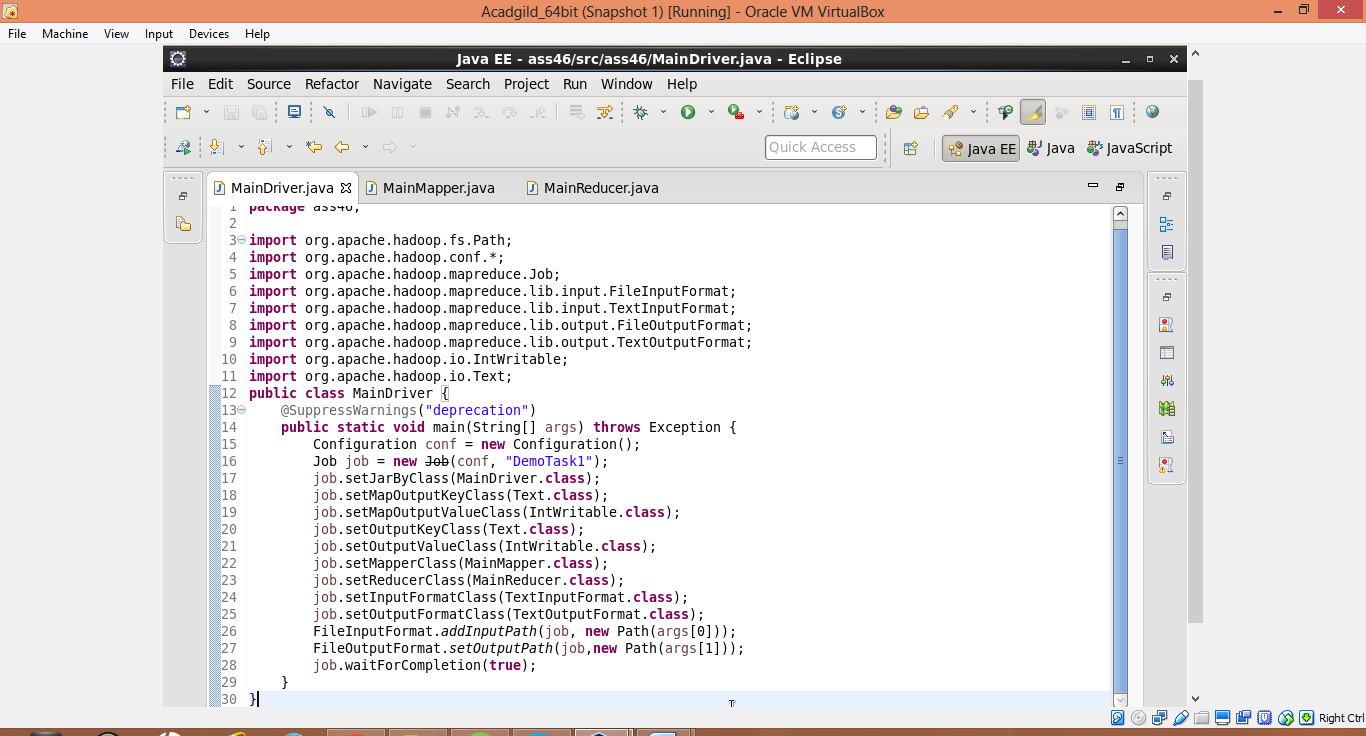 Acadgild_64bit (Snapshot 1) [Running] - Oracle VM VirtualBox
File Machine View Input Devices Help
Java EE - ass46/src/ass46/MainDriver.java - Eclipse
File Edit Source Refactor Navigate Search Project Run Window Help
Quick Access
Java EE Java JavaScript
MainDriver.java MainMapper.java MainReducer.java
1 package ass46;
2
3 import org.apache.hadoop.fs.Path;
4 import org.apache.hadoop.conf.*;
5 import org.apache.hadoop.mapreduce.Job;
6 import org.apache.hadoop.mapreduce.lib.input.FileInputFormat;
7 import org.apache.hadoop.mapreduce.lib.input.TextInputFormat;
8 import org.apache.hadoop.mapreduce.lib.output.FileOutputFormat;
9 import org.apache.hadoop.mapreduce.lib.output.TextOutputFormat;
10 import org.apache.hadoop.io.IntWritable;
11 import org.apache.hadoop.io.Text;
12 public class MainDriver {
13 @SuppressWarnings("deprecation")
14 public static void main(String[] args) throws Exception {
15 Configuration conf = new Configuration();
16 Job job = new Job(conf, "DemoTask1");
17 job.setJarByClass(MainDriver.class);
18 job.setMapOutputKeyClass(Text.class);
19 job.setMapOutputValueClass(IntWritable.class);
20 job.setOutputKeyClass(Text.class);
21 job.setOutputValueClass(IntWritable.class);
22 job.setMapperClass(MainMapper.class);
23 job.setReducerClass(MainReducer.class);
24 job.setInputFormatClass(TextInputFormat.class);
25 job.setOutputFormatClass(TextOutputFormat.class);
26 FileInputFormat.addInputPath(job, new Path(args[0]));
27 FileOutputFormat.setOutputPath(job,new Path(args[1]));
28 job.waitForCompletion(true);
29 }
30 }
Right Ctrl